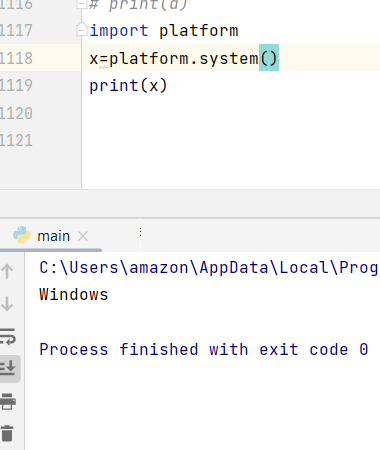 1116 # print(d)
1117 import platform
1118 x=platform.system()
1119 print(x)
1120
1121
main
C:\Users\amazon\AppData\Local\Prog
Windows
Process finished with exit code 0